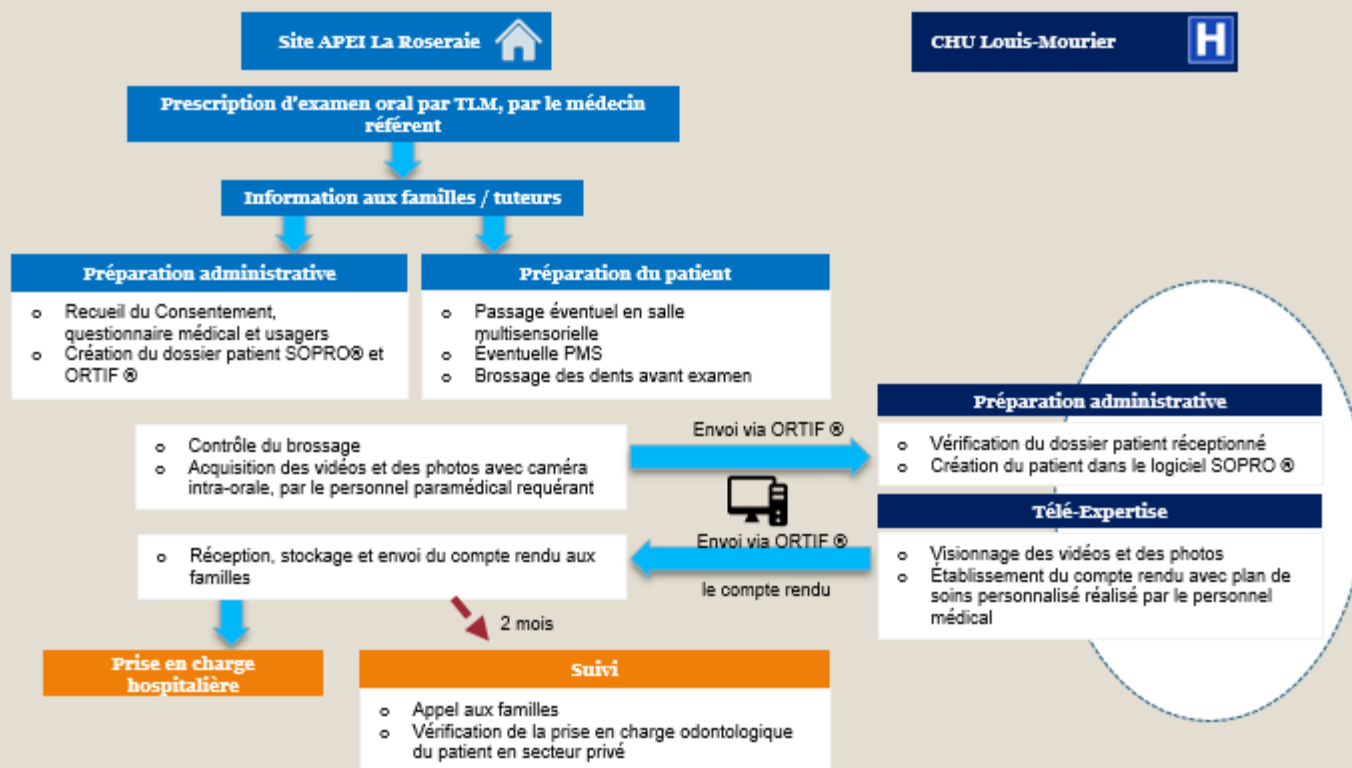 Site APEI La Roseraie
CHU Louis-Mourier
H
Prescription d'examen oral par TLM, par le médecin
référent
Information aux familles / tuteurs
Préparation administrative
o Recueil du Consentement,
questionnaire médical et usagers
o Création du dossier patient SOPRO® et
ORTIF ®
Préparation du patient
o Passage éventuel en salle
multisensorielle
o Éventuelle PMS
o Brossage des dents avant examen
o Contrôle du brossage
o Acquisition des vidéos et des photos avec caméra
intra-orale, par le personnel paramédical requérant
Envoi via ORTIF ®
Préparation administrative
o Vérification du dossier patient réceptionné
o Création du patient dans le logiciel SOPRO ®
Télé-Expertise
o Visionnage des vidéos et des photos
o Établissement du compte rendu avec plan de
soins personnalisé réalisé par le personnel
médical
Envoi via ORTIF ®
le compte rendu
o Réception, stockage et envoi du compte rendu aux
familles
2 mois
Prise en charge
hospitalière
Suivi
o Appel aux familles
o Vérification de la prise en charge odontologique
du patient en secteur privé